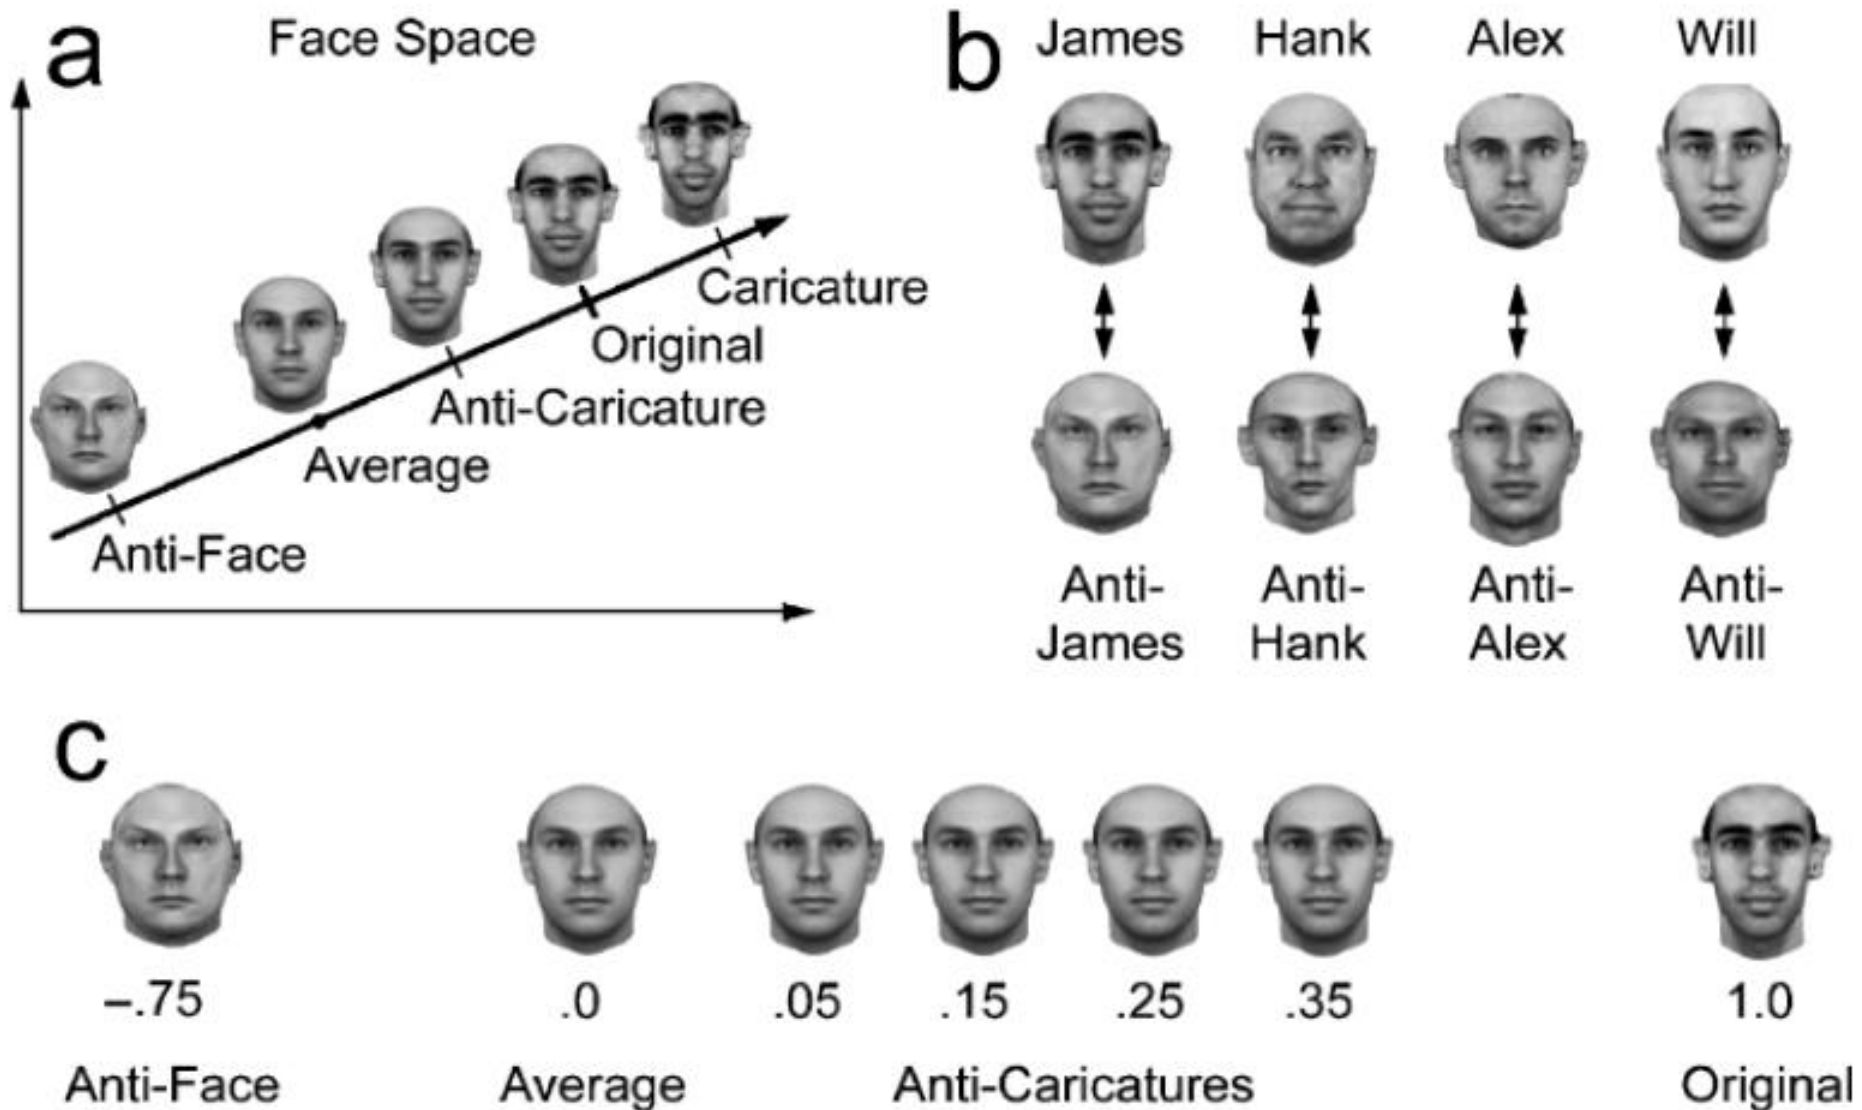 a
Face Space
Caricature
Original
Anti-Caricature
Average
Anti-Face
b
James Hank Alex Will
Anti- Anti- Anti- Anti-
James Hank Alex Will
c
–.75 .0 .05 .15 .25 .35 1.0
Anti-Face Average Anti-Caricatures Original